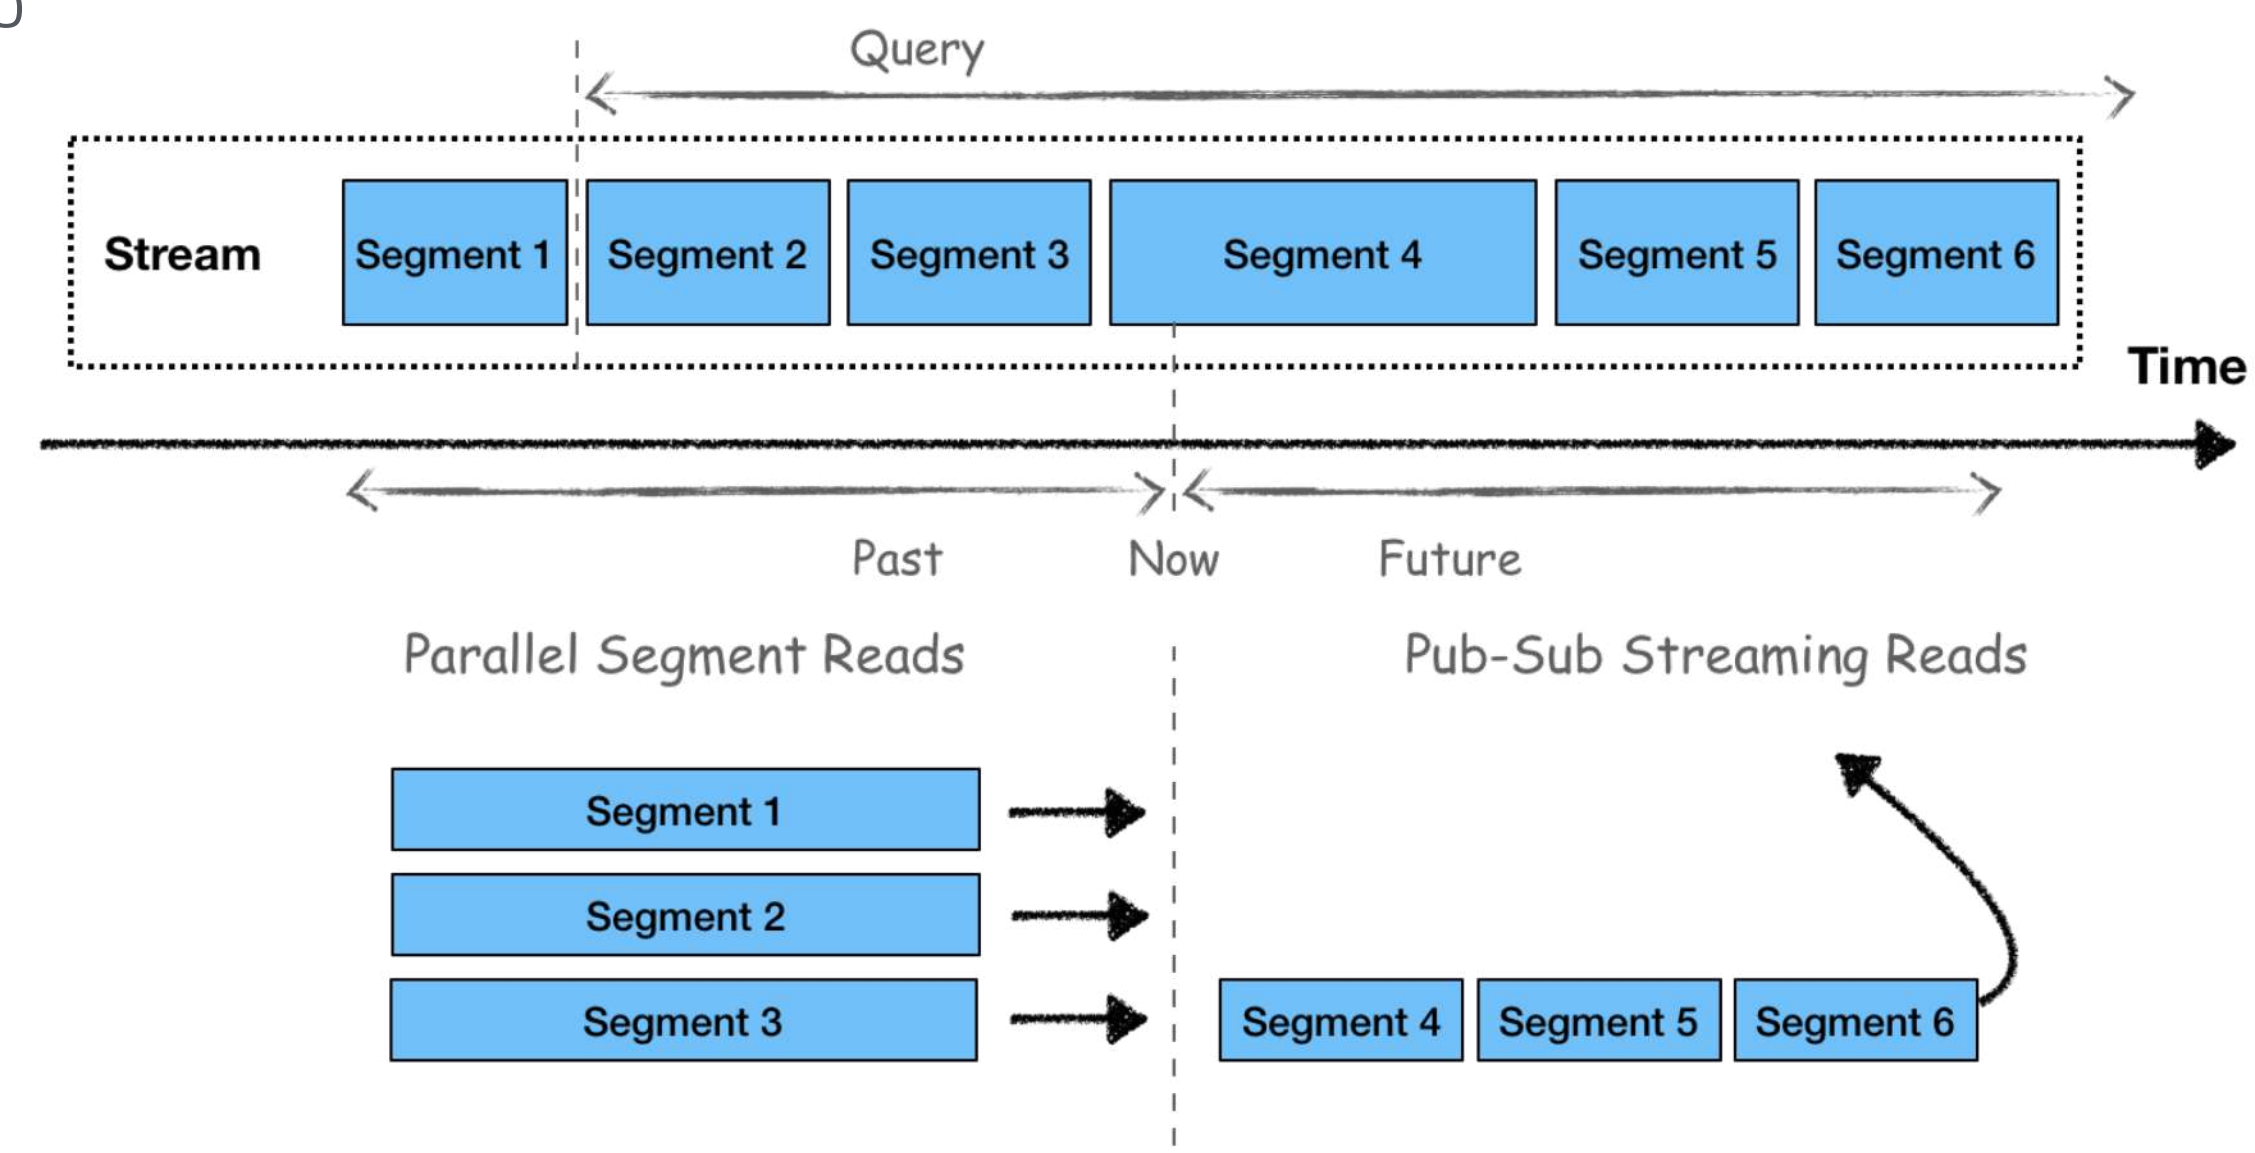 Query
Stream
Segment 1
Segment 2
Segment 3
Segment 4
Segment 5
Segment 6
Time
Past
Now
Future
Parallel Segment Reads
Pub-Sub Streaming Reads
Segment 1
Segment 2
Segment 3
Segment 4
Segment 5
Segment 6